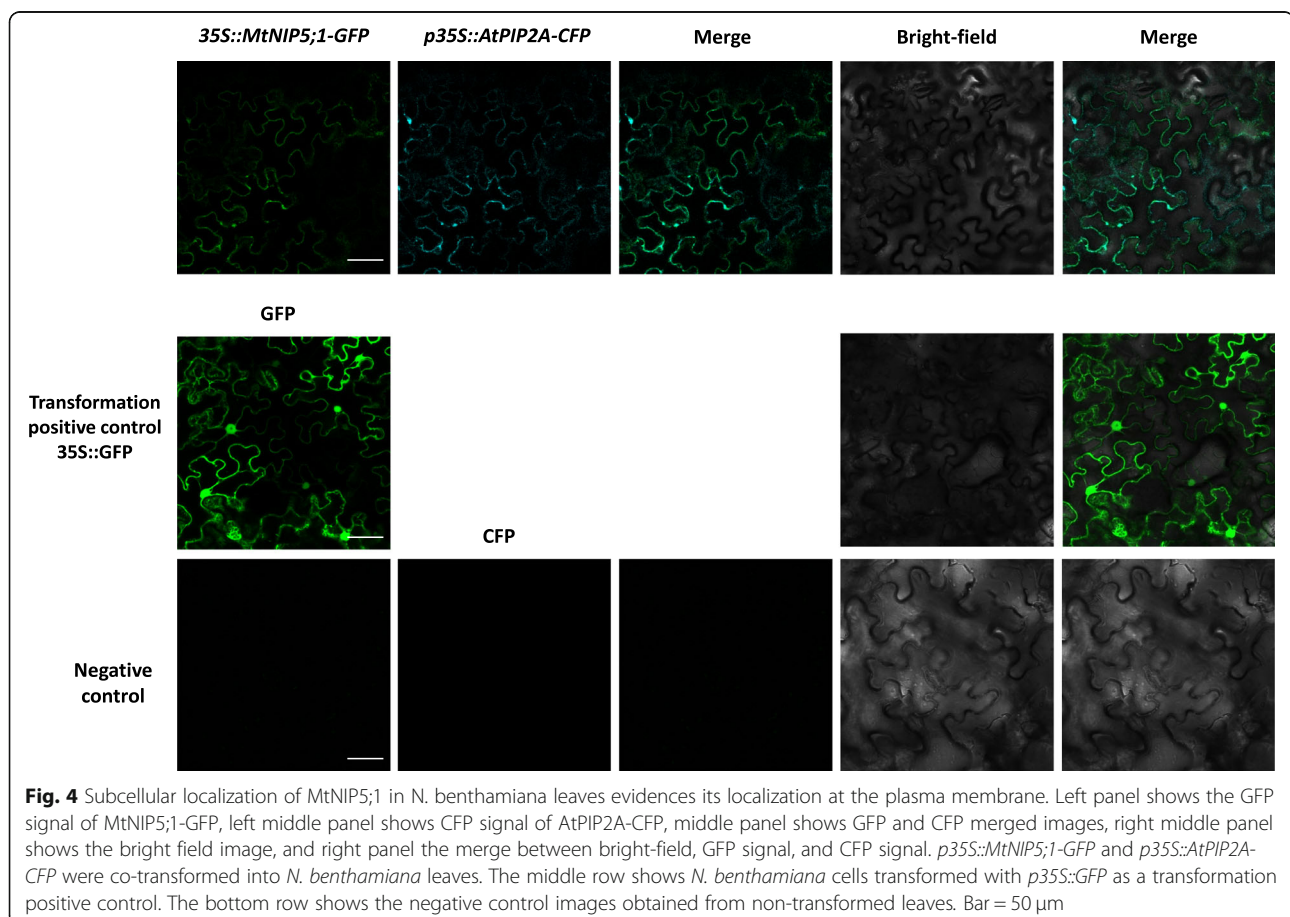 35S::MtNIP5;1-GFP p35S::AtPIP2A-CFP Merge Bright-field Merge
GFP
Transformation
positive control
35S::GFP
CFP
Negative
control
Fig. 4 Subcellular localization of MtNIP5;1 in N. benthamiana leaves evidences its localization at the plasma membrane. Left panel shows the GFP
signal of MtNIP5;1-GFP, left middle panel shows CFP signal of AtPIP2A-CFP, middle panel shows GFP and CFP merged images, right middle panel
shows the bright field image, and right panel the merge between bright-field, GFP signal, and CFP signal. p35S::MtNIP5;1-GFP and p35S::AtPIP2A-
CFP were co-transformed into N. benthamiana leaves. The middle row shows N. benthamiana cells transformed with p35S::GFP as a transformation
positive control. The bottom row shows the negative control images obtained from non-transformed leaves. Bar = 50 μm